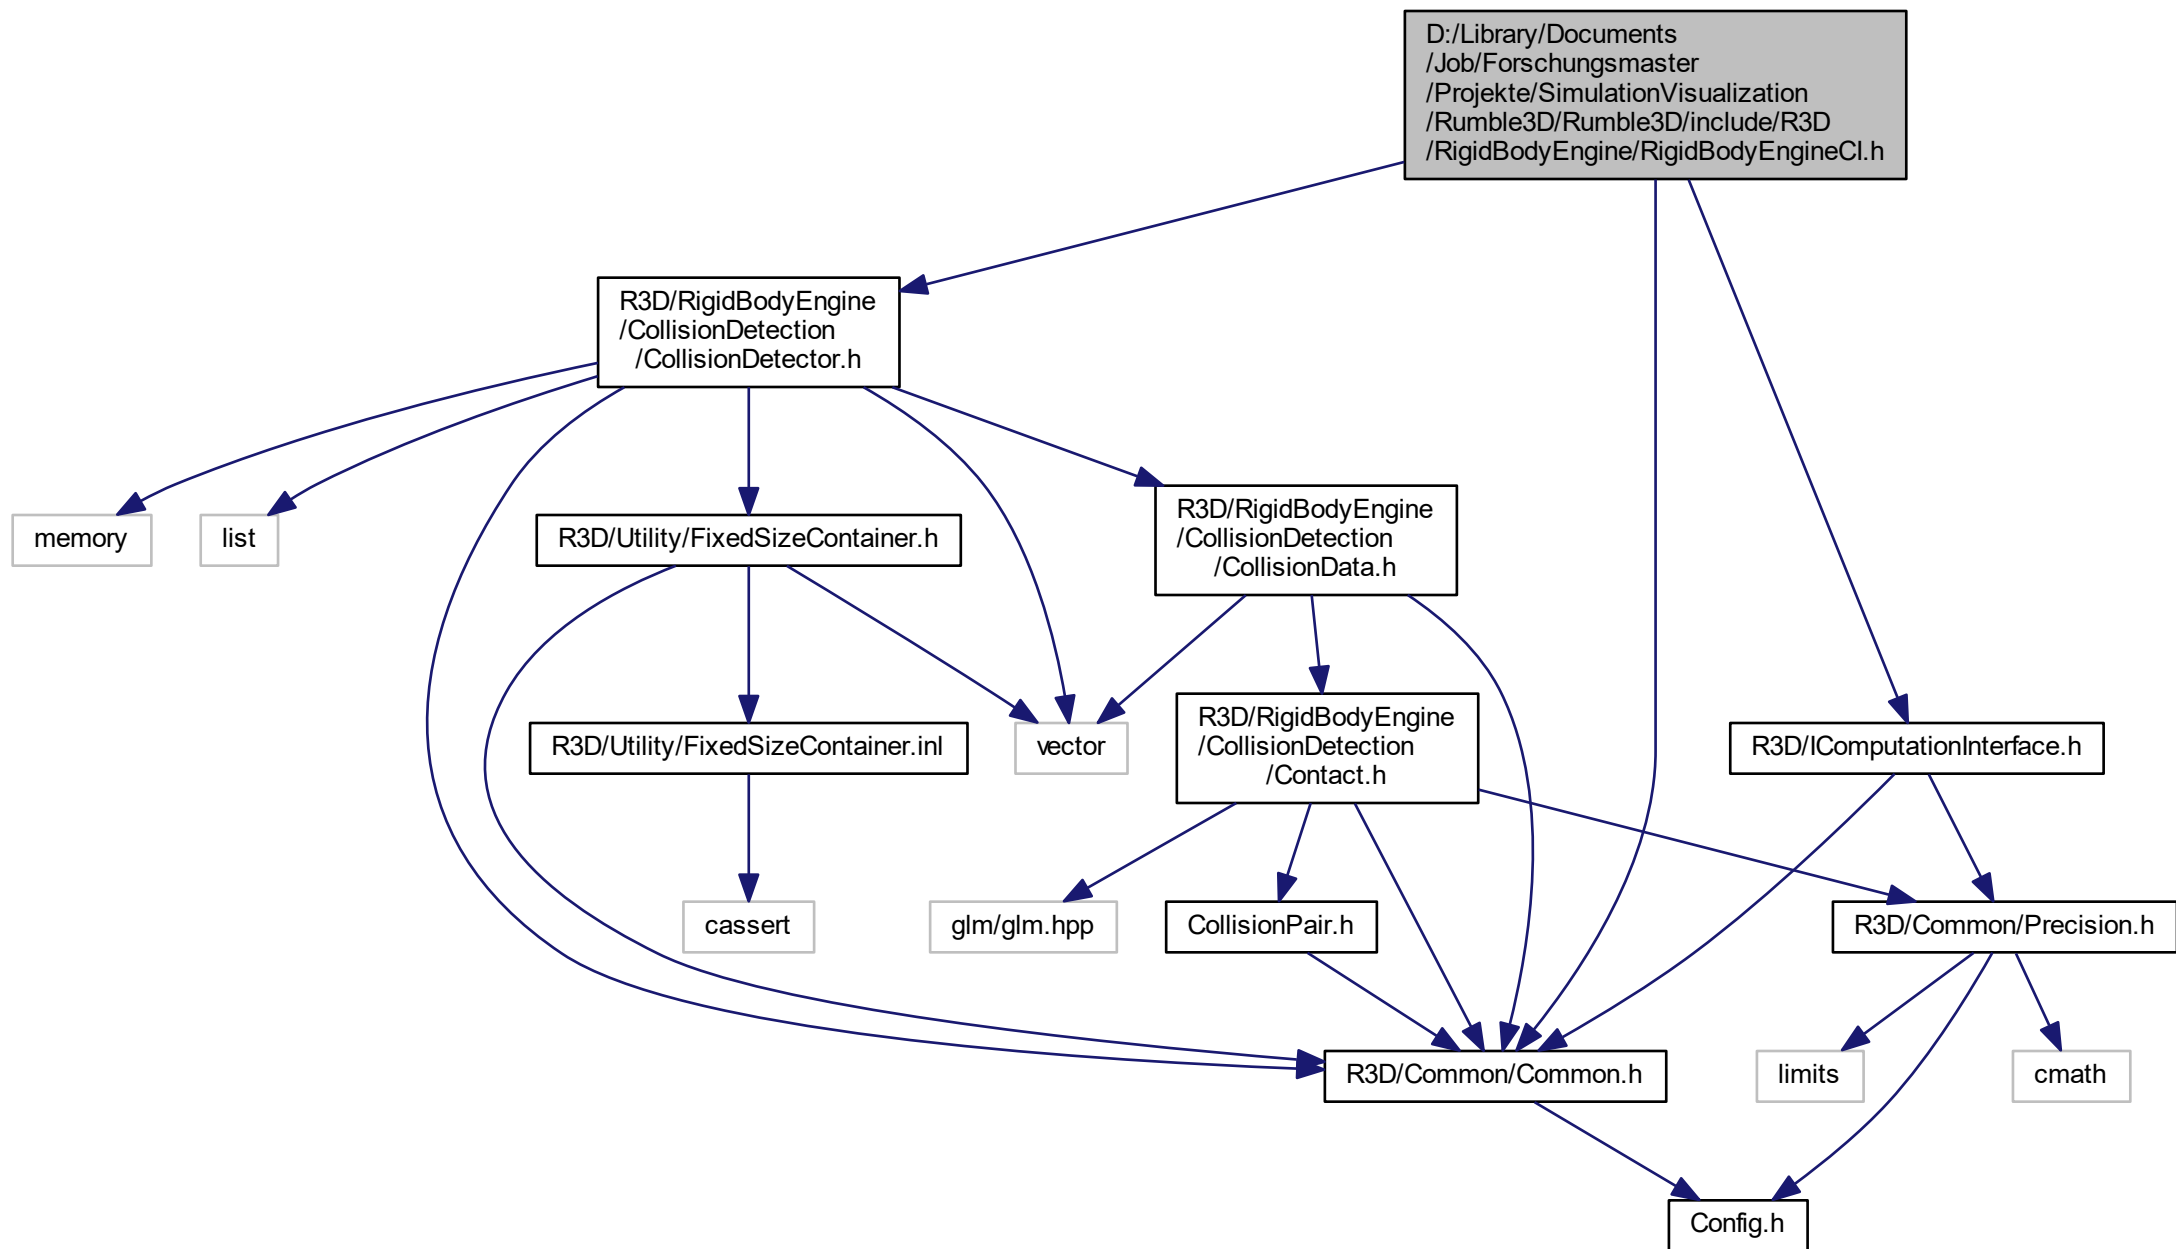 D:/Library/Documents
/Job/Forschungsmaster
/Projekte/SimulationVisualization
/Rumble3D/Rumble3D/include/R3D
/RigidBodyEngine/RigidBodyEngineCI.h
R3D/RigidBodyEngine
/CollisionDetection
/CollisionDetector.h
memory
list
R3D/Utility/FixedSizeContainer.h
R3D/RigidBodyEngine
/CollisionDetection
/CollisionData.h
R3D/Utility/FixedSizeContainer.inl
vector
R3D/RigidBodyEngine
/CollisionDetection
/Contact.h
R3D/IComputationInterface.h
cassert
glm/glm.hpp
CollisionPair.h
R3D/Common/Precision.h
R3D/Common/Common.h
limits
cmath
Config.h